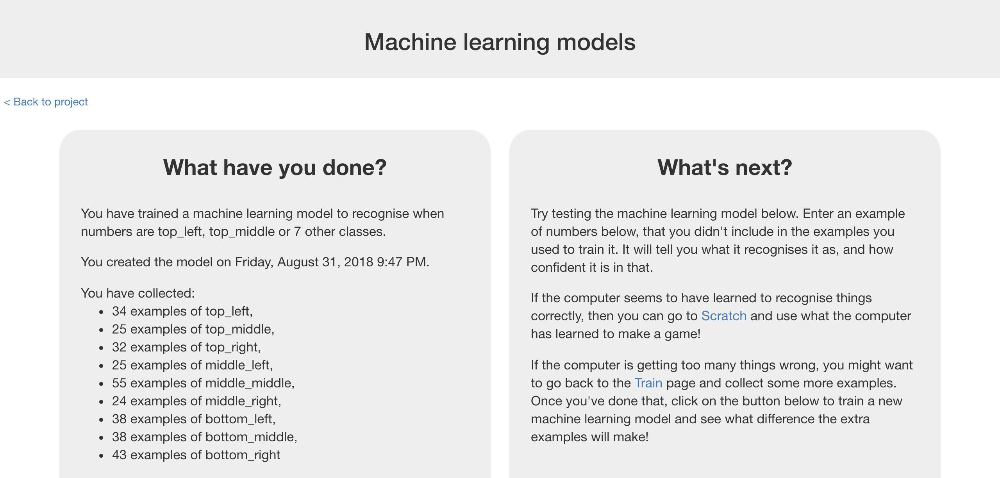 Machine learning models
< Back to project
What have you done?
You have trained a machine learning model to recognise when
numbers are top_left, top_middle or 7 other classes.
You created the model on Friday, August 31, 2018 9:47 PM.
You have collected:
• 34 examples of top_left,
• 25 examples of top_middle,
• 32 examples of top_right,
• 25 examples of middle_left,
• 55 examples of middle_middle,
• 24 examples of middle_right,
• 38 examples of bottom_left,
• 38 examples of bottom_middle,
• 43 examples of bottom_right
What's next?
Try testing the machine learning model below. Enter an example
of numbers below, that you didn't include in the examples you
used to train it. It will tell you what it recognises it as, and how
confident it is in that.
If the computer seems to have learned to recognise things
correctly, then you can go to Scratch and use what the computer
has learned to make a game!
If the computer is getting too many things wrong, you might want
to go back to the Train page and collect some more examples.
Once you've done that, click on the button below to train a new
machine learning model and see what difference the extra
examples will make!